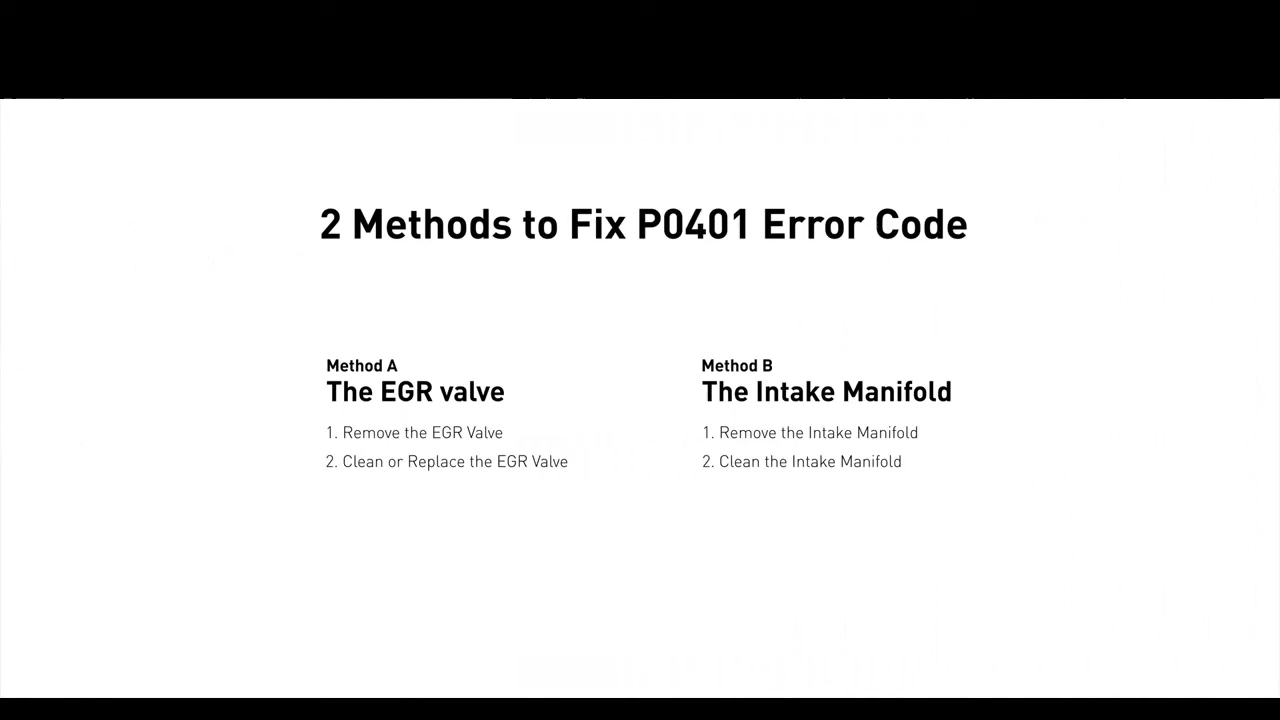 2 Methods to Fix P0401 Error Code
Method A
The EGR valve
1. Remove the EGR Valve
2. Clean or Replace the EGR Valve
Method B
The Intake Manifold
1. Remove the Intake Manifold
2. Clean the Intake Manifold